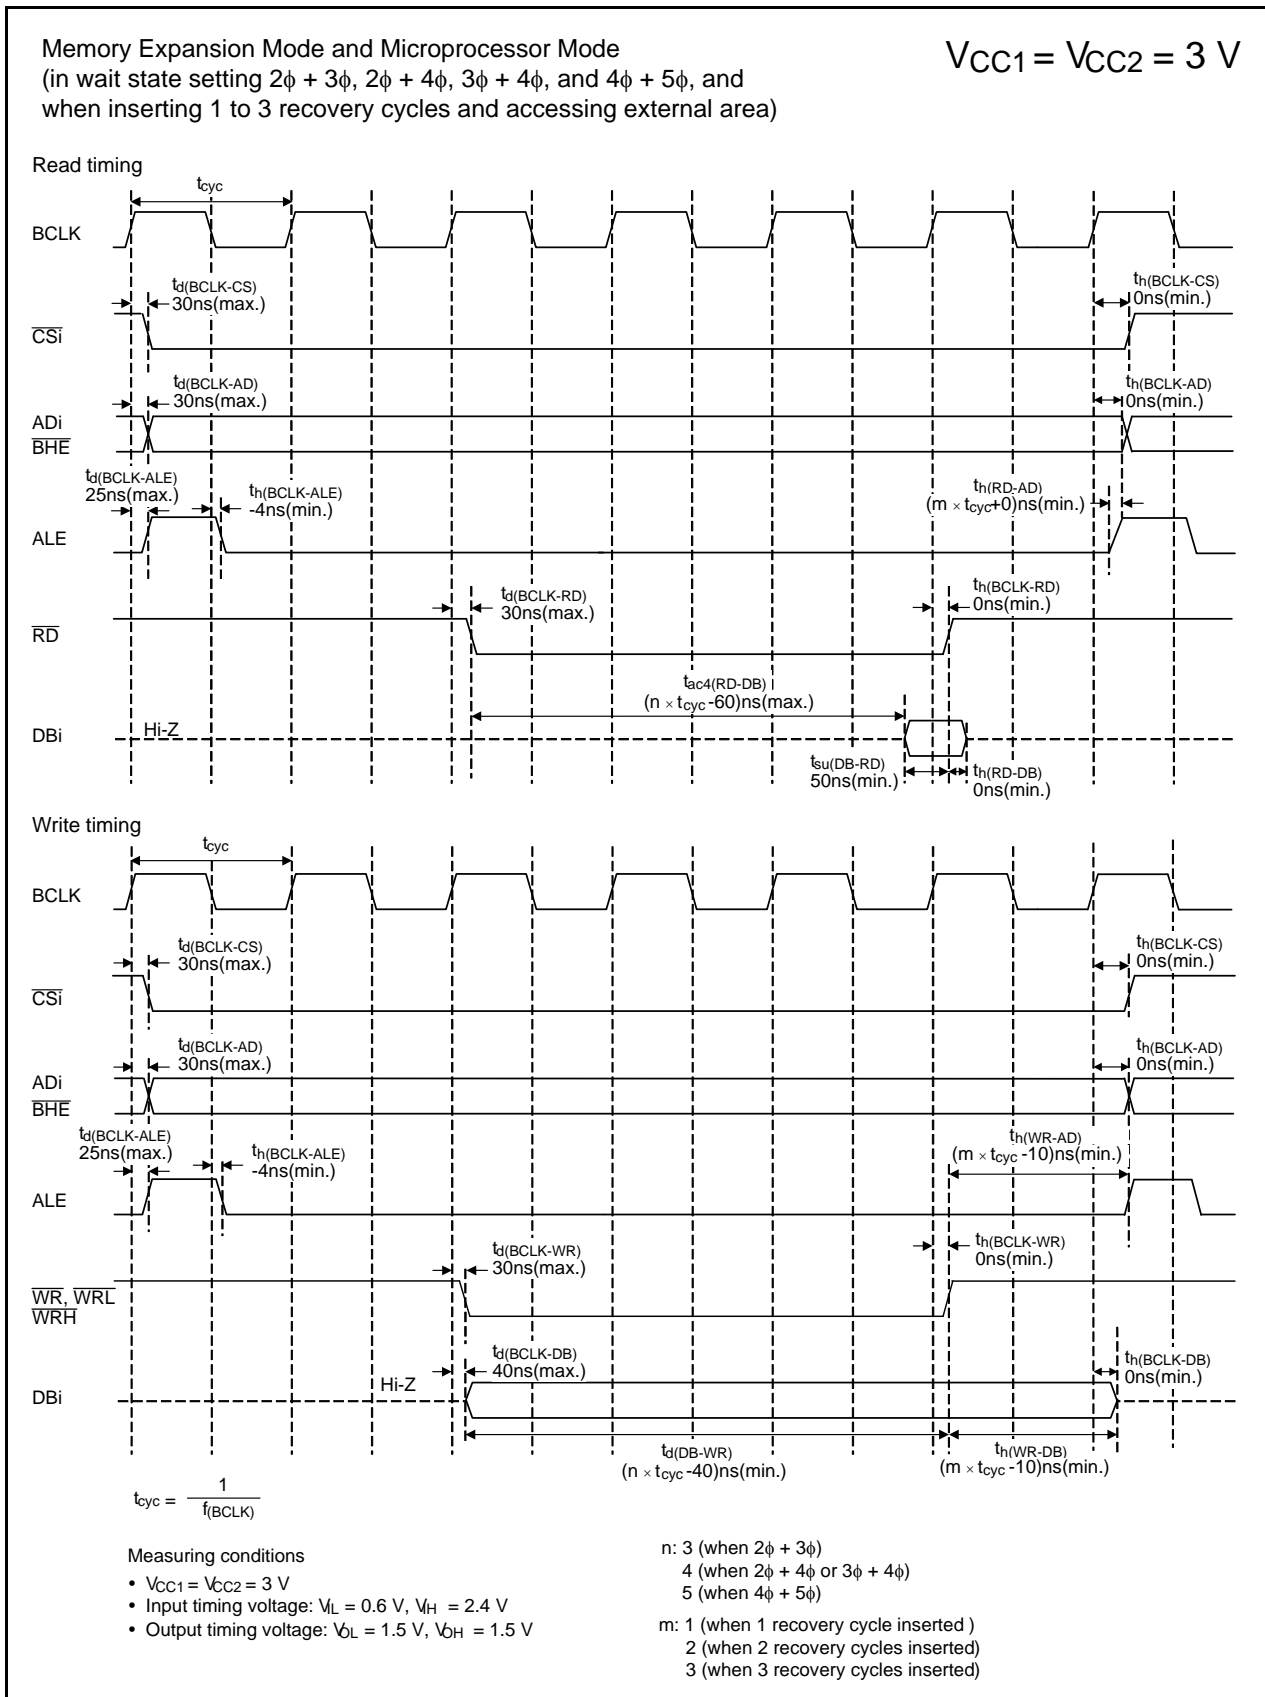 Memory Expansion Mode and Microprocessor Mode
(in wait state setting 2ϕ + 3ϕ, 2ϕ + 4ϕ, 3ϕ + 4ϕ, and 4ϕ + 5ϕ, and
when inserting 1 to 3 recovery cycles and accessing external area)
VCC1 = VCC2 = 3 V
Read timing
tcyc
BCLK
td(BCLK-CS)
30ns(max.)
th(BCLK-CS)
0ns(min.)
CSi
td(BCLK-AD)
30ns(max.)
th(BCLK-AD)
0ns(min.)
ADi
BHE
td(BCLK-ALE)
25ns(max.)
th(BCLK-ALE)
-4ns(min.)
th(RD-AD)
(m × tcyc+0)ns(min.)
ALE
td(BCLK-RD)
30ns(max.)
th(BCLK-RD)
0ns(min.)
RD
tac4(RD-DB)
(n × tcyc -60)ns(max.)
DBi
Hi-Z
tsu(DB-RD)
50ns(min.)
th(RD-DB)
0ns(min.)
Write timing
tcyc
BCLK
td(BCLK-CS)
30ns(max.)
th(BCLK-CS)
0ns(min.)
CSi
td(BCLK-AD)
30ns(max.)
th(BCLK-AD)
0ns(min.)
ADi
BHE
td(BCLK-ALE)
25ns(max.)
th(BCLK-ALE)
-4ns(min.)
th(WR-AD)
(m × tcyc -10)ns(min.)
ALE
td(BCLK-WR)
30ns(max.)
th(BCLK-WR)
0ns(min.)
WR, WRL
WRH
td(BCLK-DB)
40ns(max.)
th(BCLK-DB)
0ns(min.)
Hi-Z
DBi
td(DB-WR)
(n × tcyc -40)ns(min.)
th(WR-DB)
(m × tcyc -10)ns(min.)
tcyc = 1
f(BCLK)
Measuring conditions
• VCC1 = VCC2 = 3 V
• Input timing voltage: VIL = 0.6 V, VIH = 2.4 V
• Output timing voltage: VOL = 1.5 V, VOH = 1.5 V
n: 3 (when 2ϕ + 3ϕ)
4 (when 2ϕ + 4ϕ or 3ϕ + 4ϕ)
5 (when 4ϕ + 5ϕ)
m: 1 (when 1 recovery cycle inserted )
2 (when 2 recovery cycles inserted)
3 (when 3 recovery cycles inserted)